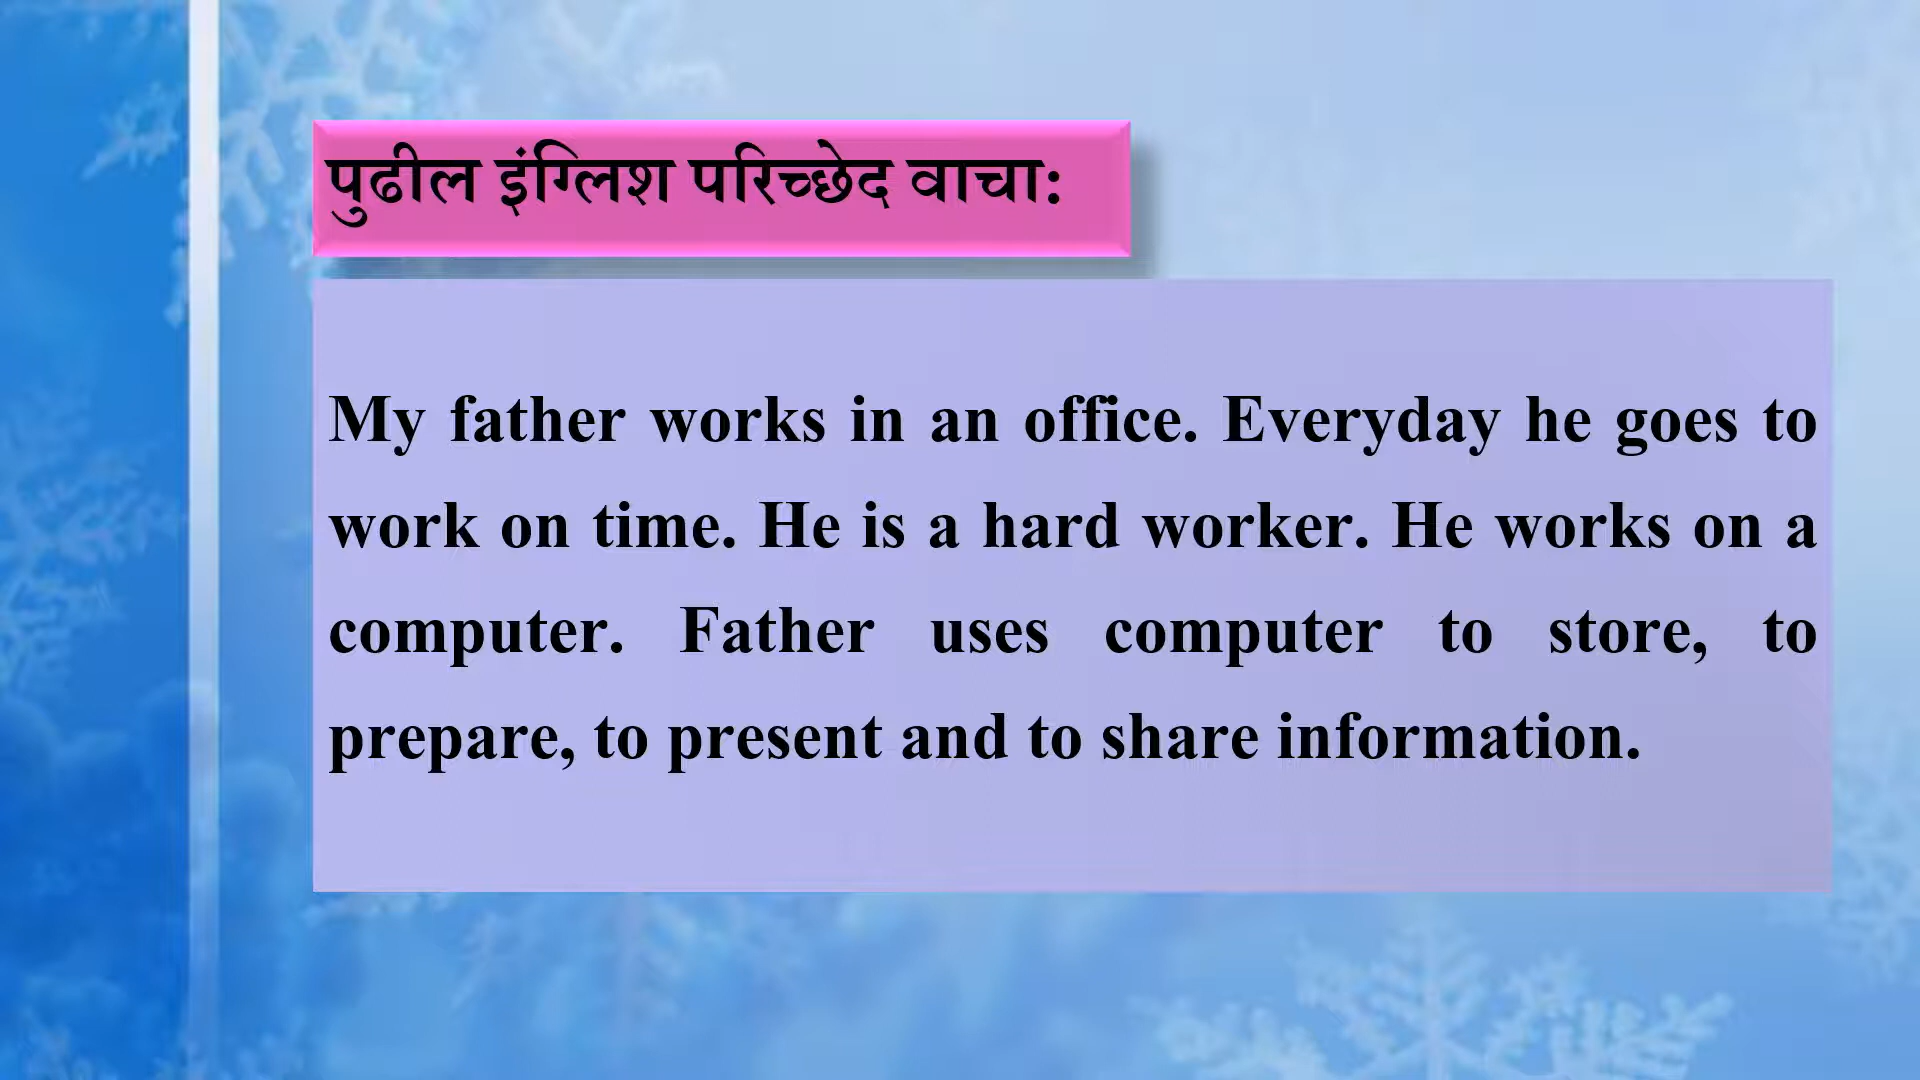 पुढील इंग्लिश परिच्छेद वाचा:
My father works in an office. Everyday he goes to
work on time. He is a hard worker. He works on a
computer. Father uses computer to store, to
prepare, to present and to share information.